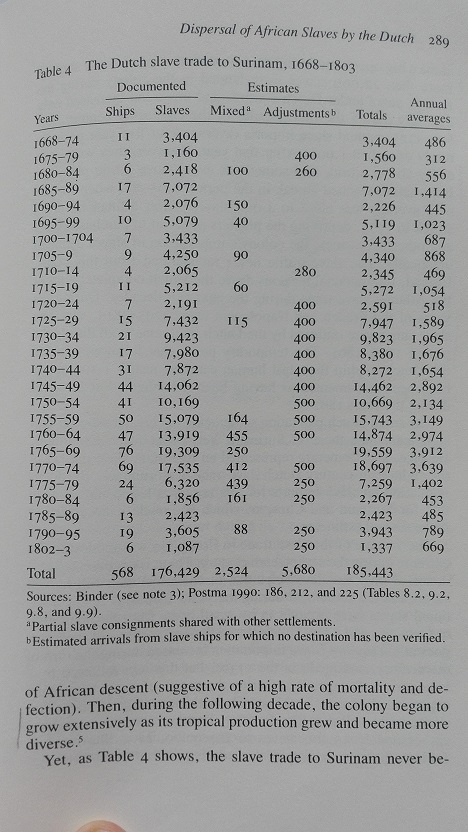 Dispersal of African Slaves by the Dutch 289
Table 4 The Dutch slave trade to Surinam, 1668–1803
Documented Estimates
Years Ships Slaves Mixedᵃ Adjustmentsᵇ Totals Annual averages
1668–74 11 3,404 3,404 486
1675–79 3 1,160 400 1,560 312
1680–84 6 2,418 100 260 2,778 556
1685–89 17 7,072 7,072 1,414
1690–94 4 2,076 150 2,226 445
1695–99 10 5,079 40 5,119 1,023
1700–1704 7 3,433 3,433 687
1705–9 9 4,250 90 4,340 868
1710–14 4 2,065 280 2,345 469
1715–19 11 5,212 60 5,272 1,054
1720–24 7 2,191 400 2,591 518
1725–29 15 7,432 115 400 7,947 1,589
1730–34 21 9,423 400 9,823 1,965
1735–39 17 7,980 400 8,380 1,676
1740–44 31 7,872 400 8,272 1,654
1745–49 44 14,062 400 14,462 2,892
1750–54 41 10,169 500 10,669 2,134
1755–59 50 15,079 164 500 15,743 3,149
1760–64 47 13,919 455 500 14,874 2,974
1765–69 76 19,309 250 19,559 3,912
1770–74 69 17,535 412 500 18,697 3,639
1775–79 24 6,320 439 250 7,259 1,402
1780–84 6 1,856 161 250 2,267 453
1785–89 13 2,423 2,423 485
1790–95 19 3,605 88 250 3,943 789
1802–3 6 1,087 250 1,337 669
Total 568 176,429 2,524 5,680 185,443
Sources: Binder (see note 3); Postma 1990: 186, 212, and 225 (Tables 8.2, 9.2,
9.8, and 9.9).
ᵃPartial slave consignments shared with other settlements.
ᵇEstimated arrivals from slave ships for which no destination has been verified.
of African descent (suggestive of a high rate of mortality and de-
fection). Then, during the following decade, the colony began to
grow extensively as its tropical production grew and became more
diverse.⁵
Yet, as Table 4 shows, the slave trade to Surinam never be-